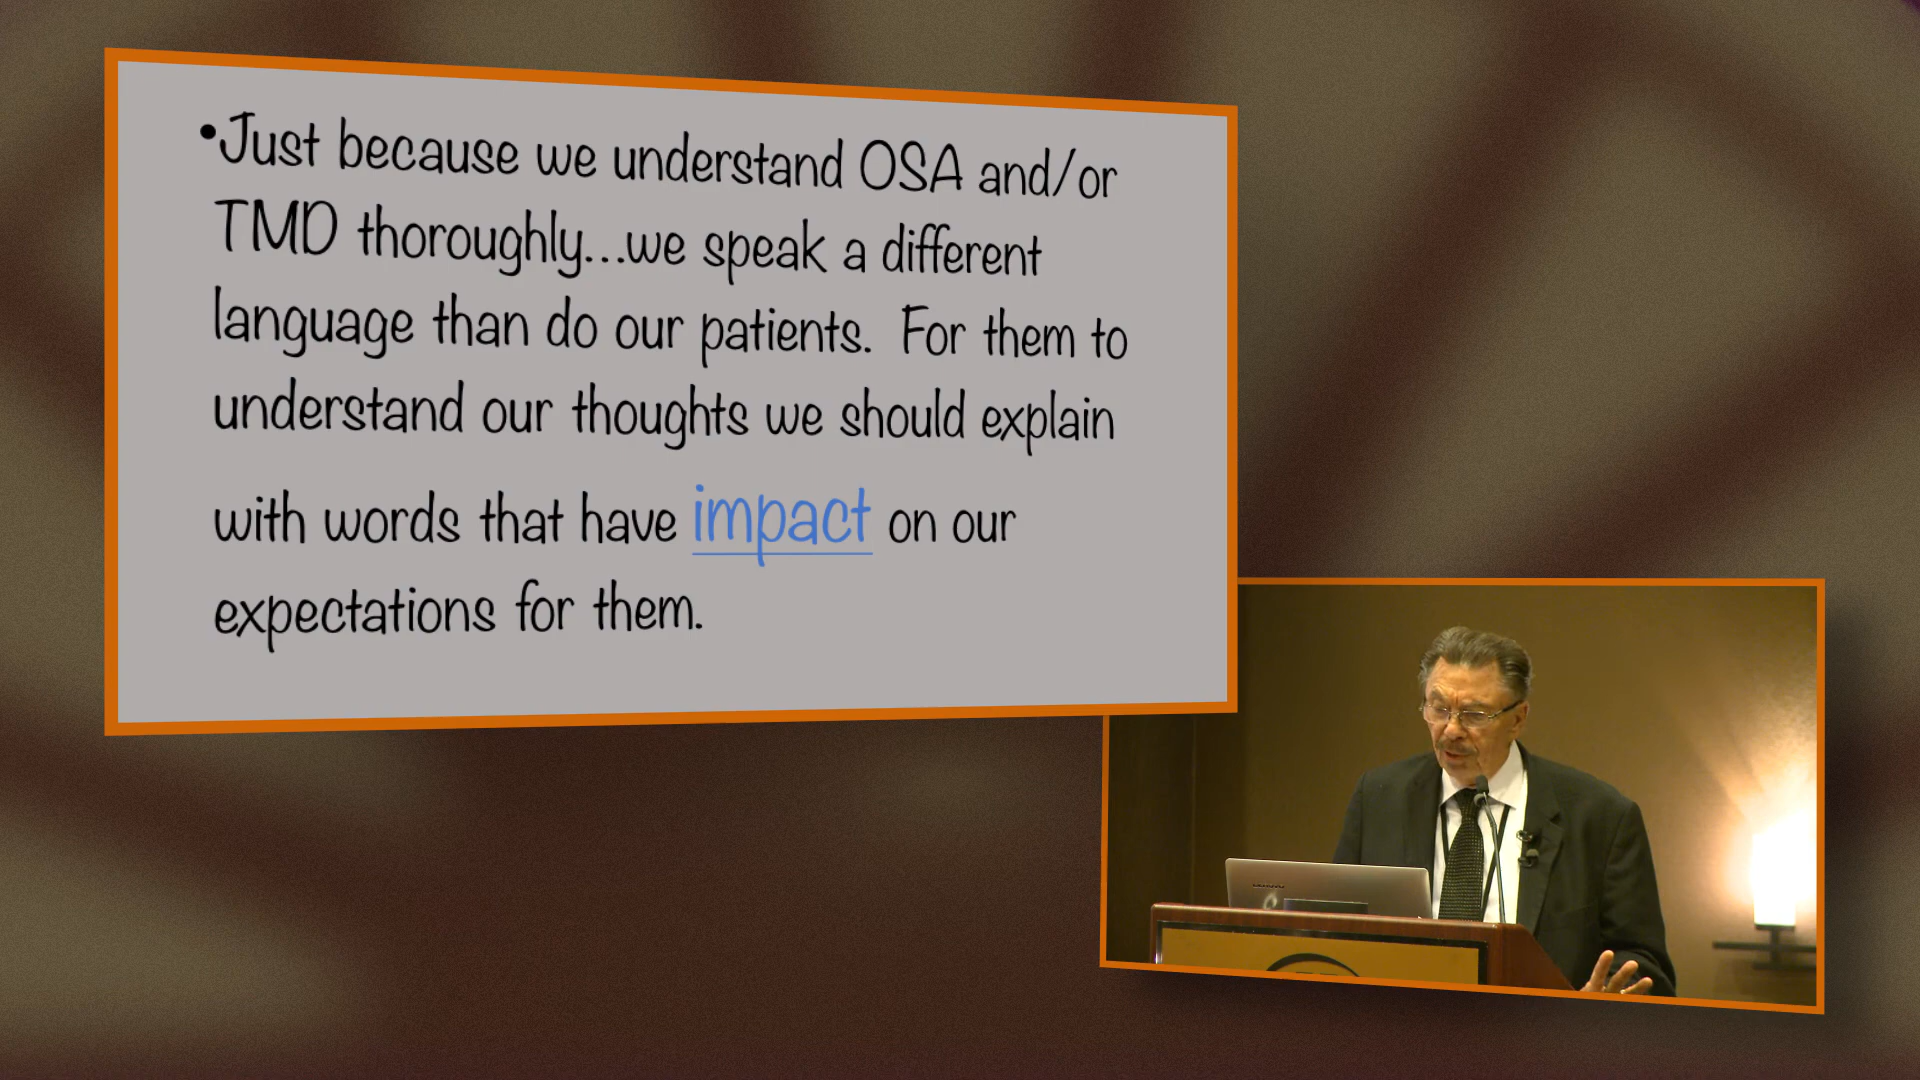 •Just because we understand OSA and/or
TMD thoroughly...we speak a different
language than do our patients.  For them to
understand our thoughts we should explain
with words that have impact on our
expectations for them.